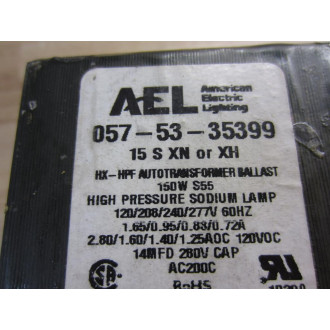 AEL American
Electric
Lighting
057-53-35399
15 S XN or XH
HX-HPF AUTOTRANSFORMER BALLAST
150W S55
HIGH PRESSURE SODIUM LAMP
120/208/240/277V 60HZ
1.65/0.95/0.83/0.72A
2.80/1.60/1.40/1.25AOC 120VOC
14MFD 280V CAP
AC200C
RoHS